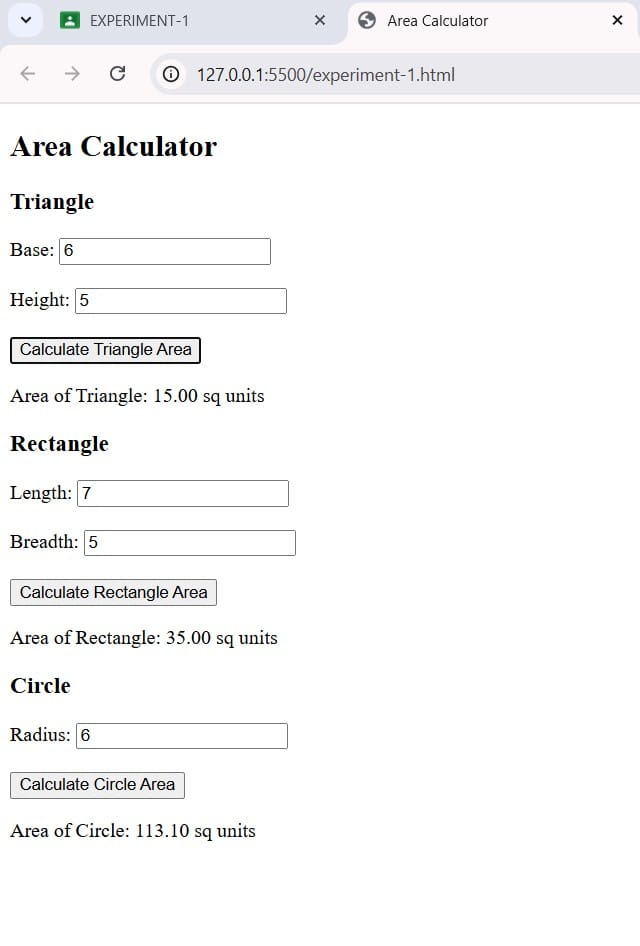 EXPERIMENT-1
Area Calculator
127.0.0.1:5500/experiment-1.html
Area Calculator
Triangle
Base: 6
Height: 5
Calculate Triangle Area
Area of Triangle: 15.00 sq units
Rectangle
Length: 7
Breadth: 5
Calculate Rectangle Area
Area of Rectangle: 35.00 sq units
Circle
Radius: 6
Calculate Circle Area
Area of Circle: 113.10 sq units